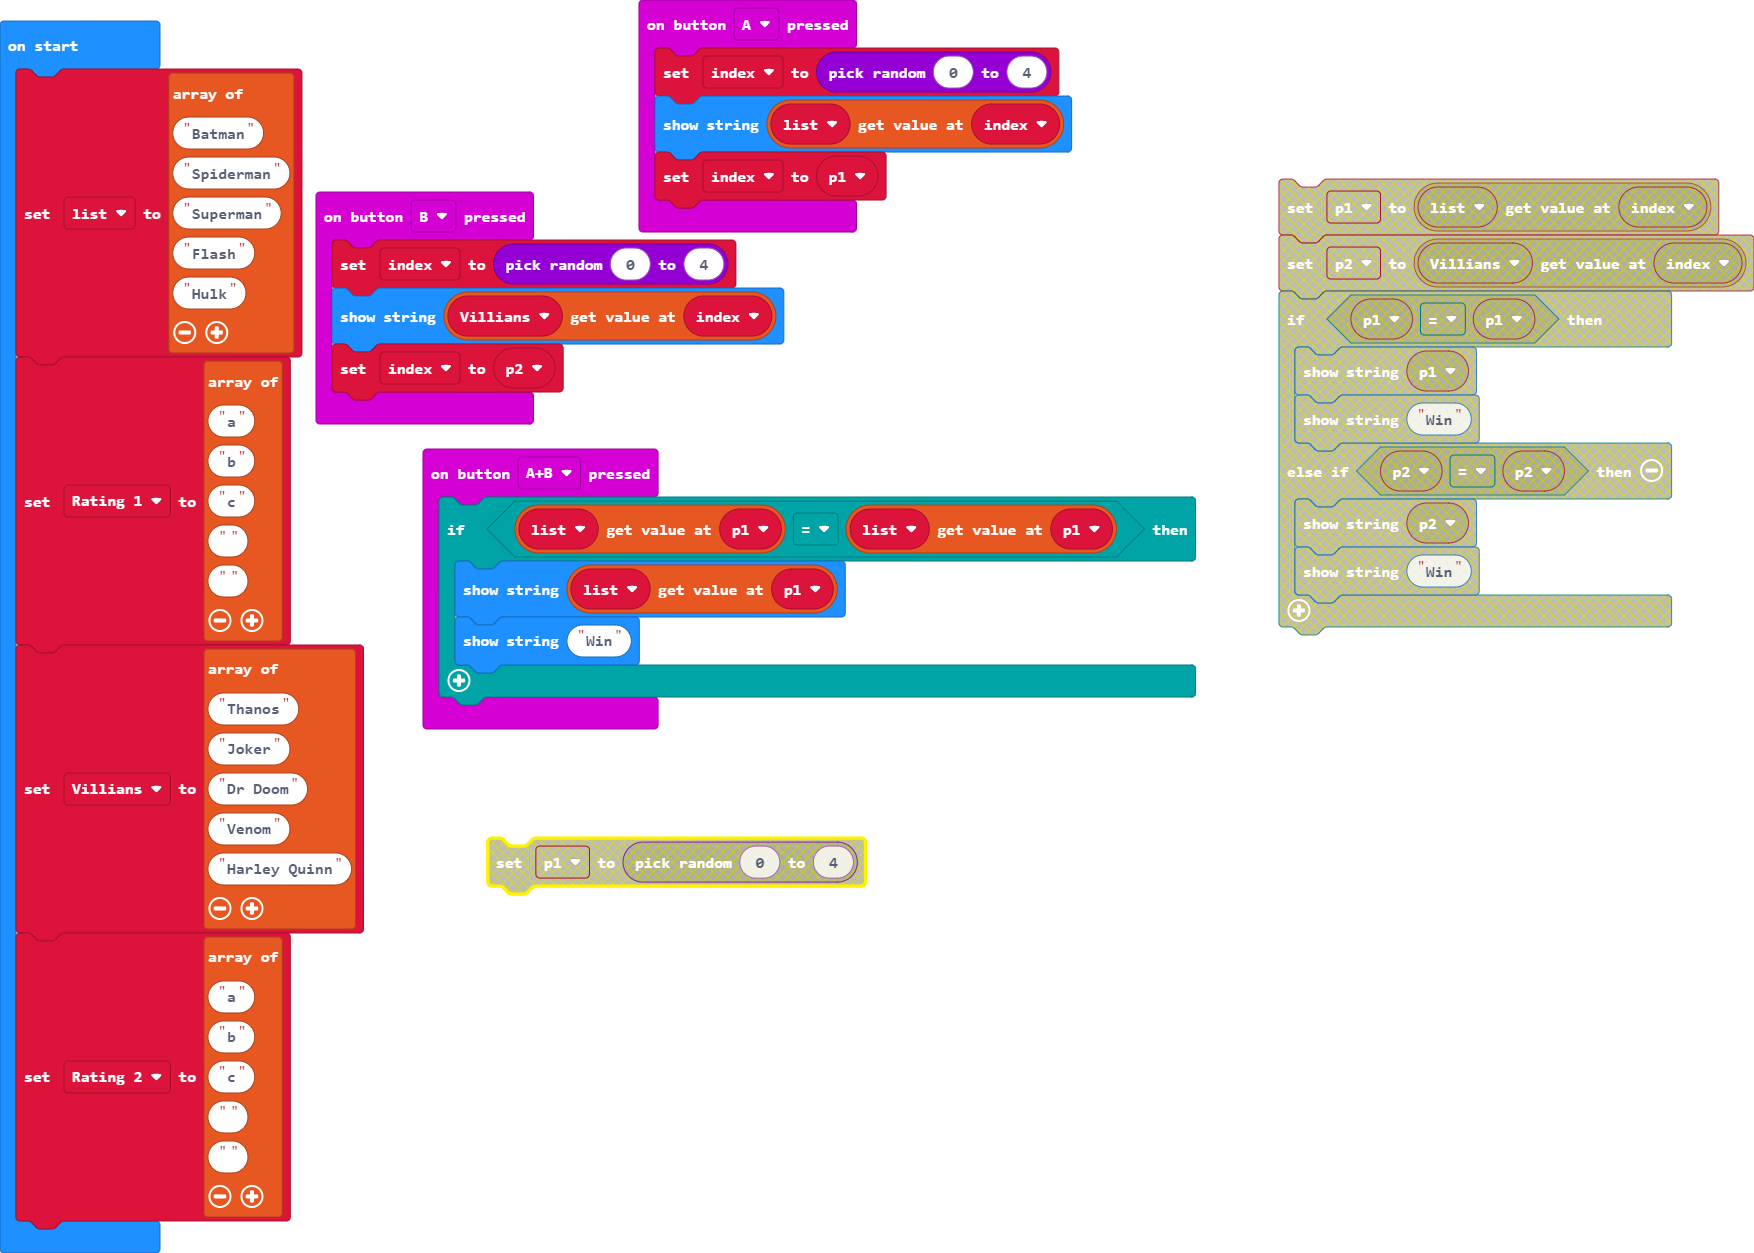 on start
set list to array of
"Batman"
"Spiderman"
"Superman"
"Flash"
"Hulk"
set Rating 1 to array of
"a"
"b"
"c"
" "
" "
set Villians to array of
"Thanos"
"Joker"
"Dr Doom"
"Venom"
"Harley Quinn"
set Rating 2 to array of
"a"
"b"
"c"
" "
" "
on button B pressed
set index to pick random 0 to 4
show string Villians get value at index
set index to p2
on button A pressed
set index to pick random 0 to 4
show string list get value at index
set index to p1
on button A+B pressed
if list get value at p1 = list get value at p1 then
show string list get value at p1
show string "Win"
set p1 to pick random 0 to 4
set p1 to list get value at index
set p2 to Villians get value at index
if p1 = p1 then
show string p1
show string "Win"
else if p2 = p2 then
show string p2
show string "Win"